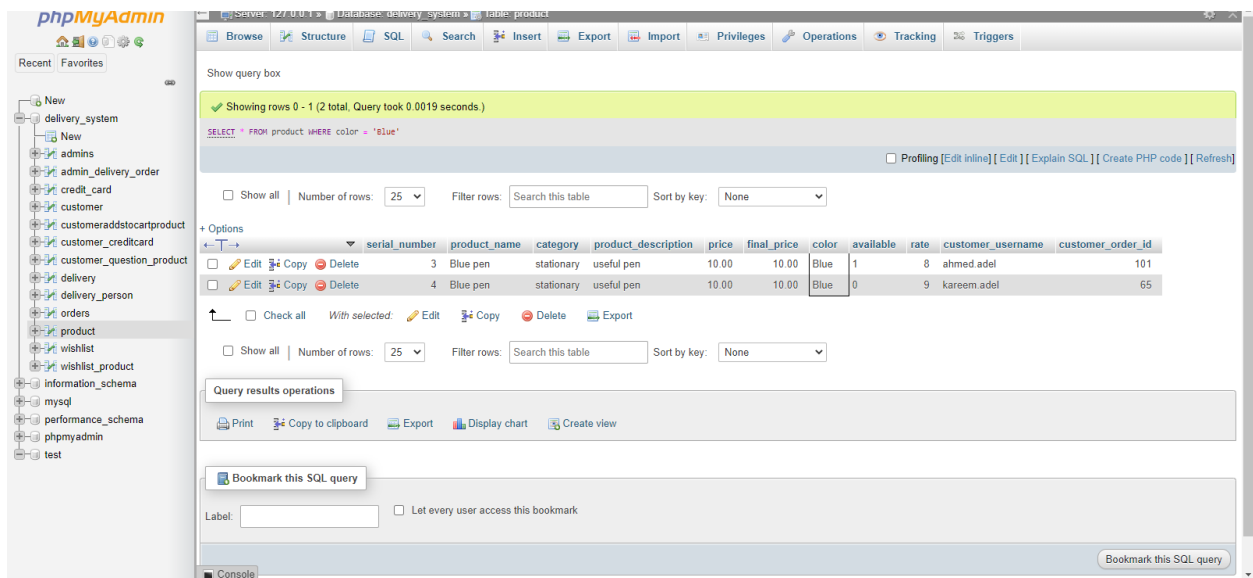 phpMyAdmin
Server: 127.0.0.1 » Database: delivery_system » Table: product
Recent Favorites
New
delivery_system
New
admins
admin_delivery_order
credit_card
customer
customeraddstocartproduct
customer_creditcard
customer_question_product
delivery
delivery_person
orders
product
wishlist
wishlist_product
information_schema
mysql
performance_schema
phpmyadmin
test
Browse Structure SQL Search Insert Export Import Privileges Operations Tracking Triggers
Show query box
Showing rows 0 - 1 (2 total, Query took 0.0019 seconds.)
SELECT * FROM product WHERE color = 'Blue'
Profiling [Edit inline] [ Edit ] [ Explain SQL ] [ Create PHP code ] [ Refresh]
Show all | Number of rows: 25 Filter rows: Search this table Sort by key: None
+ Options
←T→ serial_number product_name category product_description price final_price color available rate customer_username customer_order_id
Edit Copy Delete 3 Blue pen stationary useful pen 10.00 10.00 Blue 1 8 ahmed.adel 101
Edit Copy Delete 4 Blue pen stationary useful pen 10.00 10.00 Blue 0 9 kareem.adel 65
Check all With selected: Edit Copy Delete Export
Show all | Number of rows: 25 Filter rows: Search this table Sort by key: None
Query results operations
Print Copy to clipboard Export Display chart Create view
Bookmark this SQL query
Label: Let every user access this bookmark
Bookmark this SQL query
Console